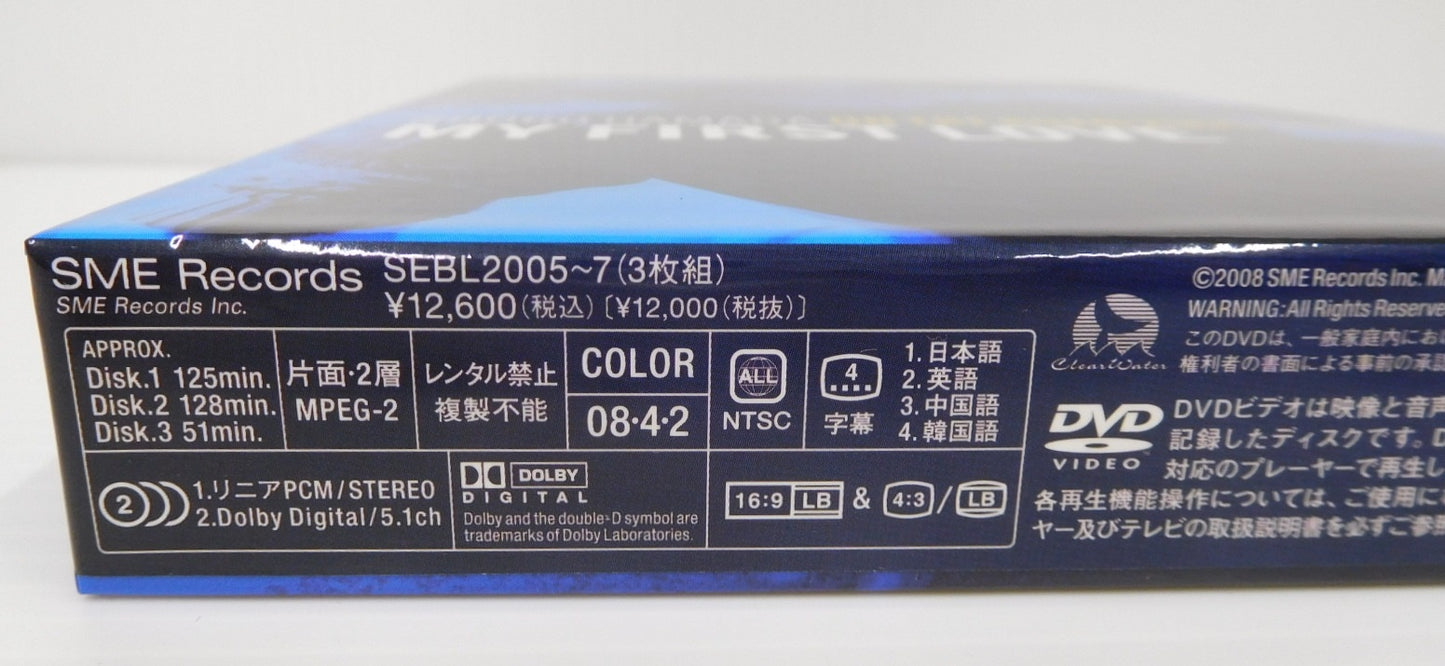 MY FIRST LOVE
SME Records
SME Records Inc.
SEBL2005~7(3枚組)
¥12,600(税込)〔¥12,000(税抜)〕
APPROX.
Disk.1 125min.
Disk.2 128min.
Disk.3 51min.
片面・2層
MPEG-2
レンタル禁止
複製不能
COLOR
08・4・2
ALL
NTSC
4
字幕
1.日本語
2.英語
3.中国語
4.韓国語
2
1.リニアPCM/STEREO
2.Dolby Digital/5.1ch
DOLBY
DIGITAL
Dolby and the double-D symbol are
trademarks of Dolby Laboratories.
16:9 LB & 4:3/LB
ClearWater
©2008 SME Records Inc. M
WARNING: All Rights Reserve
このDVDは、一般家庭内にお
権利者の書面による事前の承諾
DVD
VIDEO
DVDビデオは映像と音声
記録したディスクです。D
対応のプレーヤーで再生し
各再生機能操作については、ご使用に
ヤー及びテレビの取扱説明書を必ずご参照